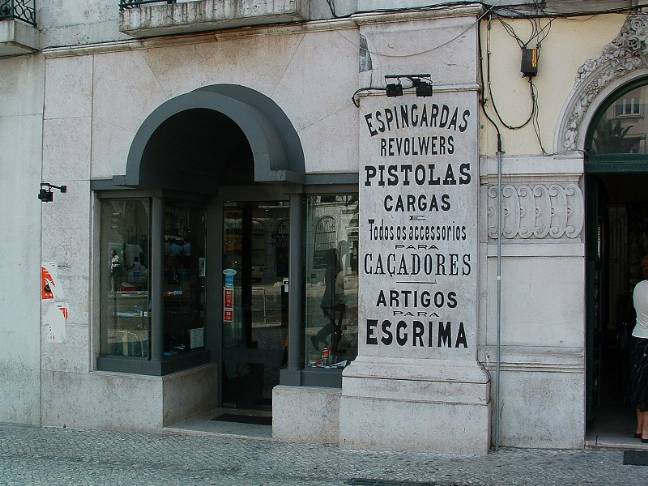 ESPINGARDAS
REVOLWERS
PISTOLAS
CARGAS
E
Todos os accessorios
PARA
CAÇADORES
ARTIGOS
PARA
ESGRIMA